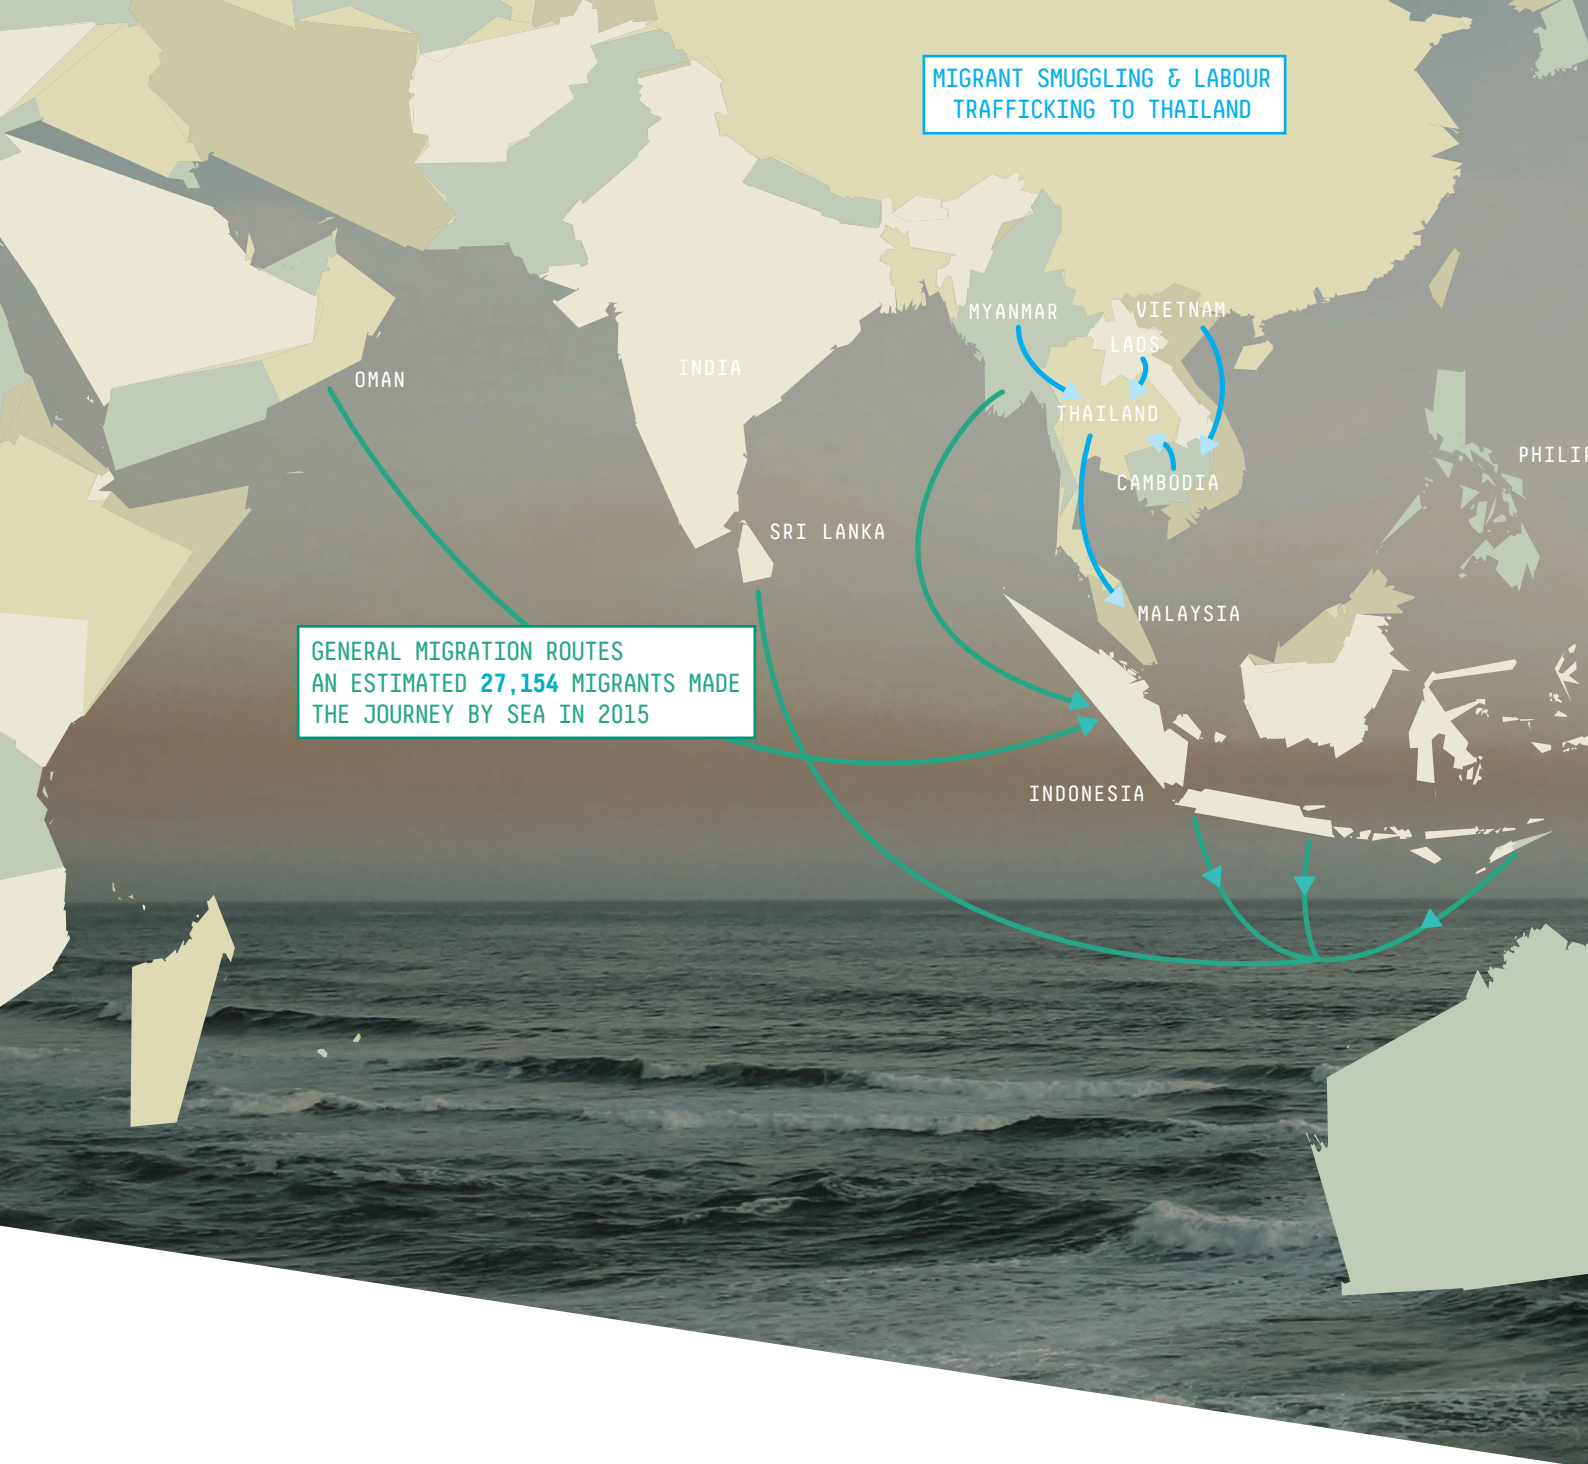 MIGRANT SMUGGLING & LABOUR
TRAFFICKING TO THAILAND
MYANMAR
VIETNAM
LAOS
INDIA
OMAN
THAILAND
PHILIP
CAMBODIA
SRI LANKA
MALAYSIA
GENERAL MIGRATION ROUTES
AN ESTIMATED 27,154 MIGRANTS MADE
THE JOURNEY BY SEA IN 2015
INDONESIA